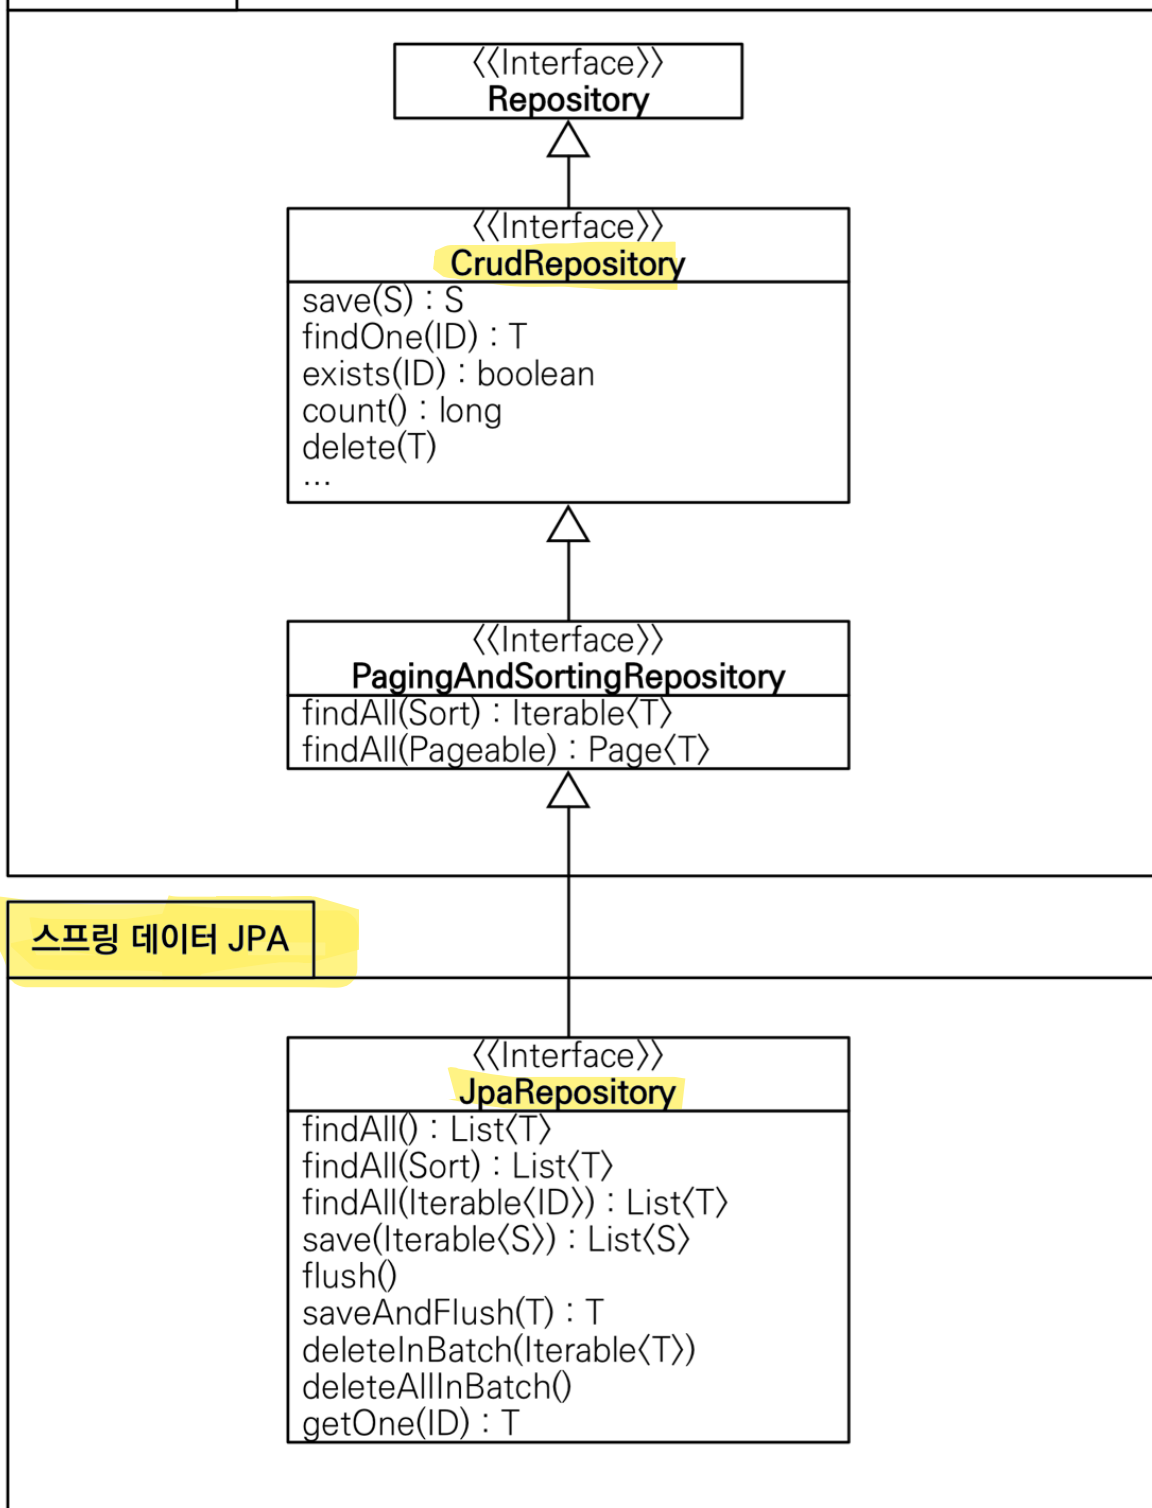 《Interface》
Repository
《Interface》
CrudRepository
save(S) : S
findOne(ID) : T
exists(ID) : boolean
count() : long
delete(T)
...
《Interface》
PagingAndSortingRepository
findAll(Sort) : Iterable〈T〉
findAll(Pageable) : Page〈T〉
스프링 데이터 JPA
《Interface》
JpaRepository
findAll() : List〈T〉
findAll(Sort) : List〈T〉
findAll(Iterable〈ID〉) : List〈T〉
save(Iterable〈S〉) : List〈S〉
flush()
saveAndFlush(T) : T
deleteInBatch(Iterable〈T〉)
deleteAllInBatch()
getOne(ID) : T